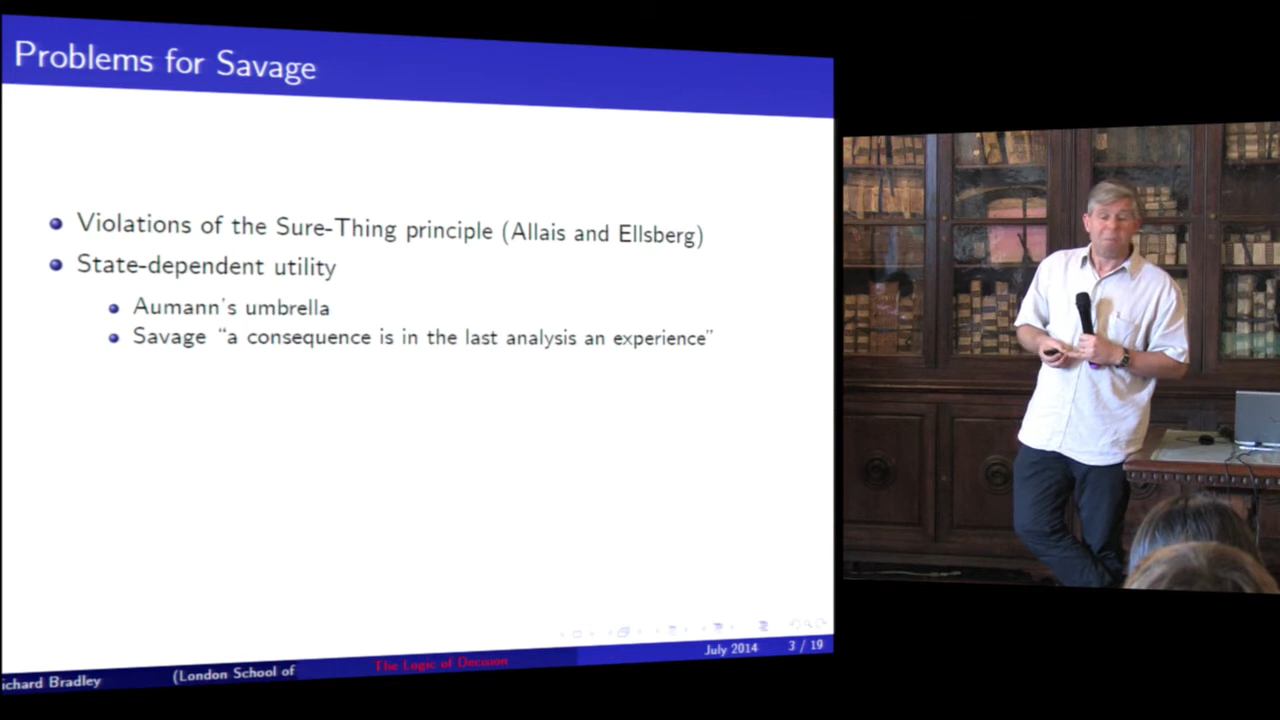 Problems for Savage
Violations of the Sure-Thing principle (Allais and Ellsberg)
State-dependent utility
Aumann's umbrella
Savage “a consequence is in the last analysis an experience”
ichard Bradley (London School of The Logic of Decision July 2014 3 / 19